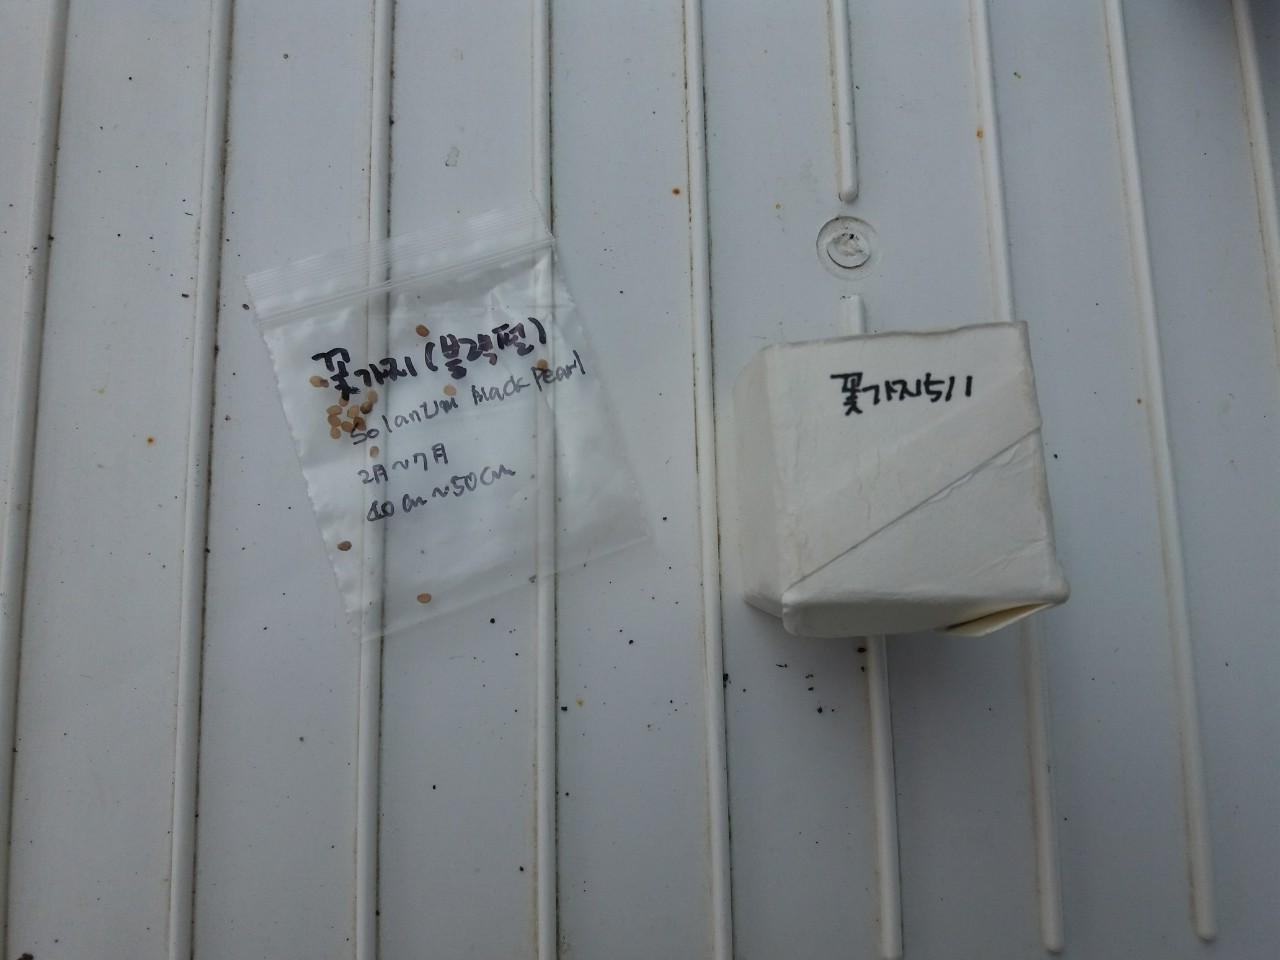 꽃가지(블랙펄)
Solanum Black Pearl
2月~7月
40cm~50cm
꽃가지5/1